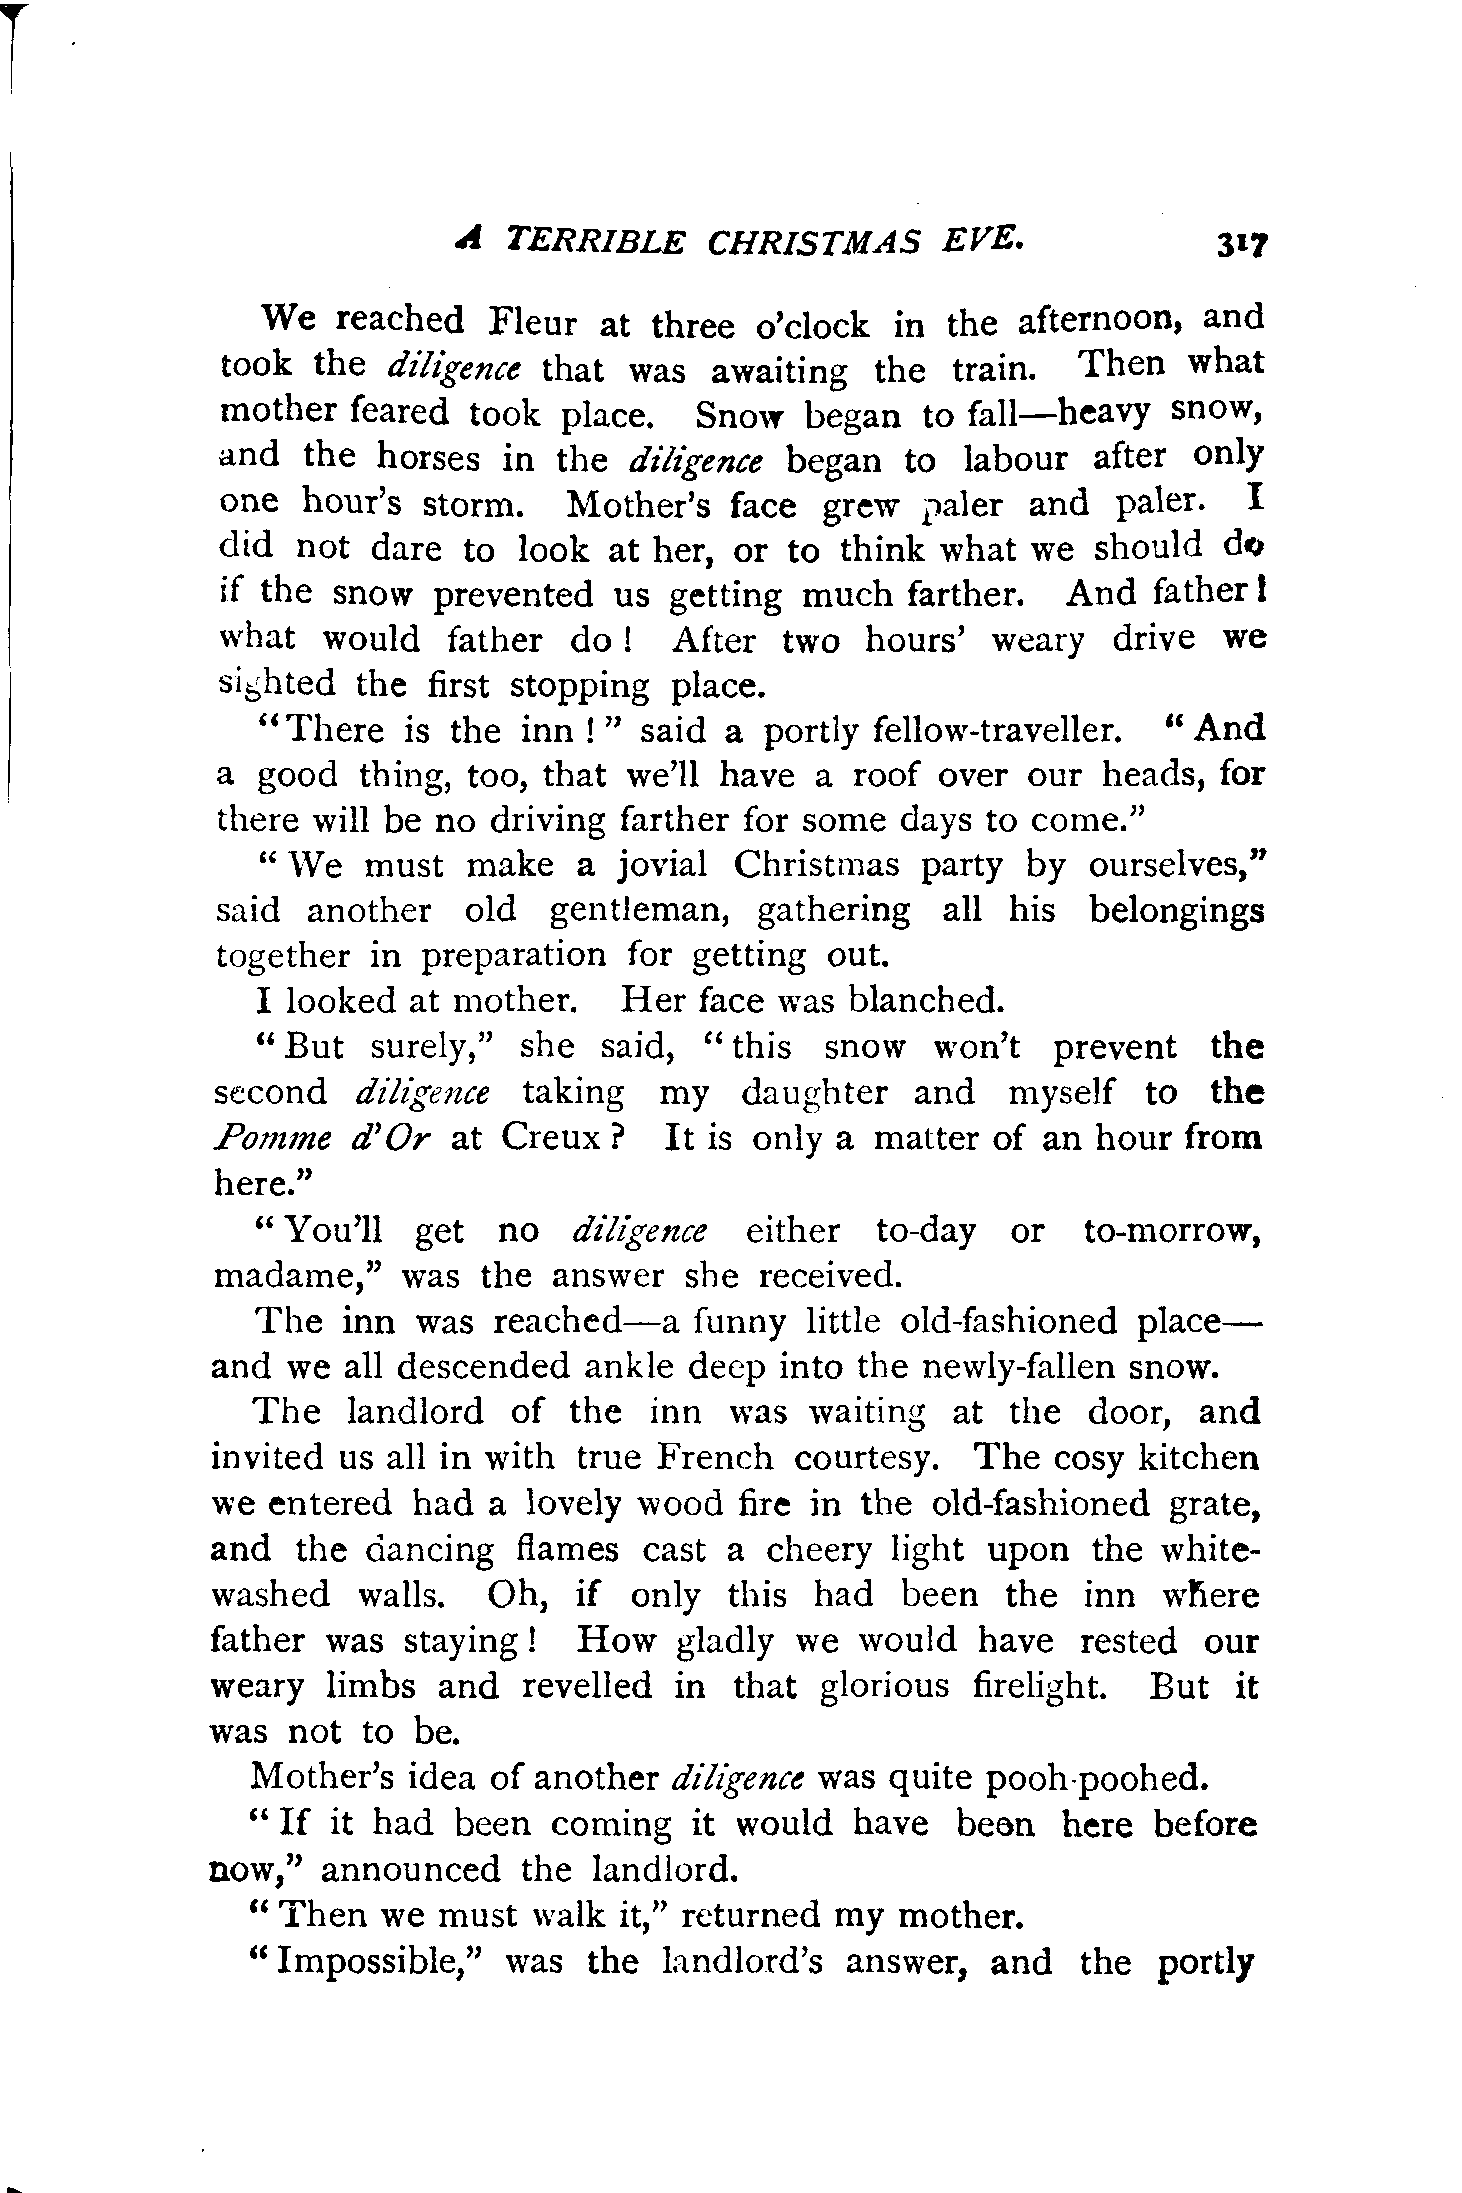 A TERRIBLE CHRISTMAS EVE. 317
We reached Fleur at three o'clock in the afternoon, and
took the diligence that was awaiting the train. Then what
mother feared took place. Snow began to fall—heavy snow,
and the horses in the diligence began to labour after only
one hour's storm. Mother's face grew paler and paler. I
did not dare to look at her, or to think what we should do
if the snow prevented us getting much farther. And father!
what would father do! After two hours' weary drive we
sighted the first stopping place.
"There is the inn!" said a portly fellow-traveller. "And
a good thing, too, that we'll have a roof over our heads, for
there will be no driving farther for some days to come."
"We must make a jovial Christmas party by ourselves,"
said another old gentleman, gathering all his belongings
together in preparation for getting out.
I looked at mother. Her face was blanched.
"But surely," she said, "this snow won't prevent the
second diligence taking my daughter and myself to the
Pomme d'Or at Creux? It is only a matter of an hour from
here."
"You'll get no diligence either to-day or to-morrow,
madame," was the answer she received.
The inn was reached—a funny little old-fashioned place—
and we all descended ankle deep into the newly-fallen snow.
The landlord of the inn was waiting at the door, and
invited us all in with true French courtesy. The cosy kitchen
we entered had a lovely wood fire in the old-fashioned grate,
and the dancing flames cast a cheery light upon the white-
washed walls. Oh, if only this had been the inn where
father was staying! How gladly we would have rested our
weary limbs and revelled in that glorious firelight. But it
was not to be.
Mother's idea of another diligence was quite pooh-poohed.
"If it had been coming it would have been here before
now," announced the landlord.
"Then we must walk it," returned my mother.
"Impossible," was the landlord's answer, and the portly